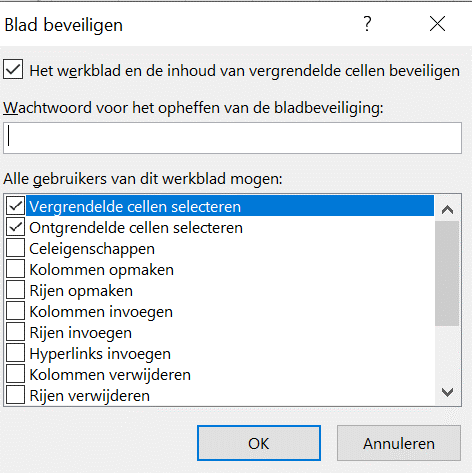 Blad beveiligen ? ×
Het werkblad en de inhoud van vergrendelde cellen beveiligen
Wachtwoord voor het opheffen van de bladbeveiliging:
Alle gebruikers van dit werkblad mogen:
Vergrendelde cellen selecteren
Ontgrendelde cellen selecteren
Celeigenschappen
Kolommen opmaken
Rijen opmaken
Kolommen invoegen
Rijen invoegen
Hyperlinks invoegen
Kolommen verwijderen
Rijen verwijderen
OK Annuleren